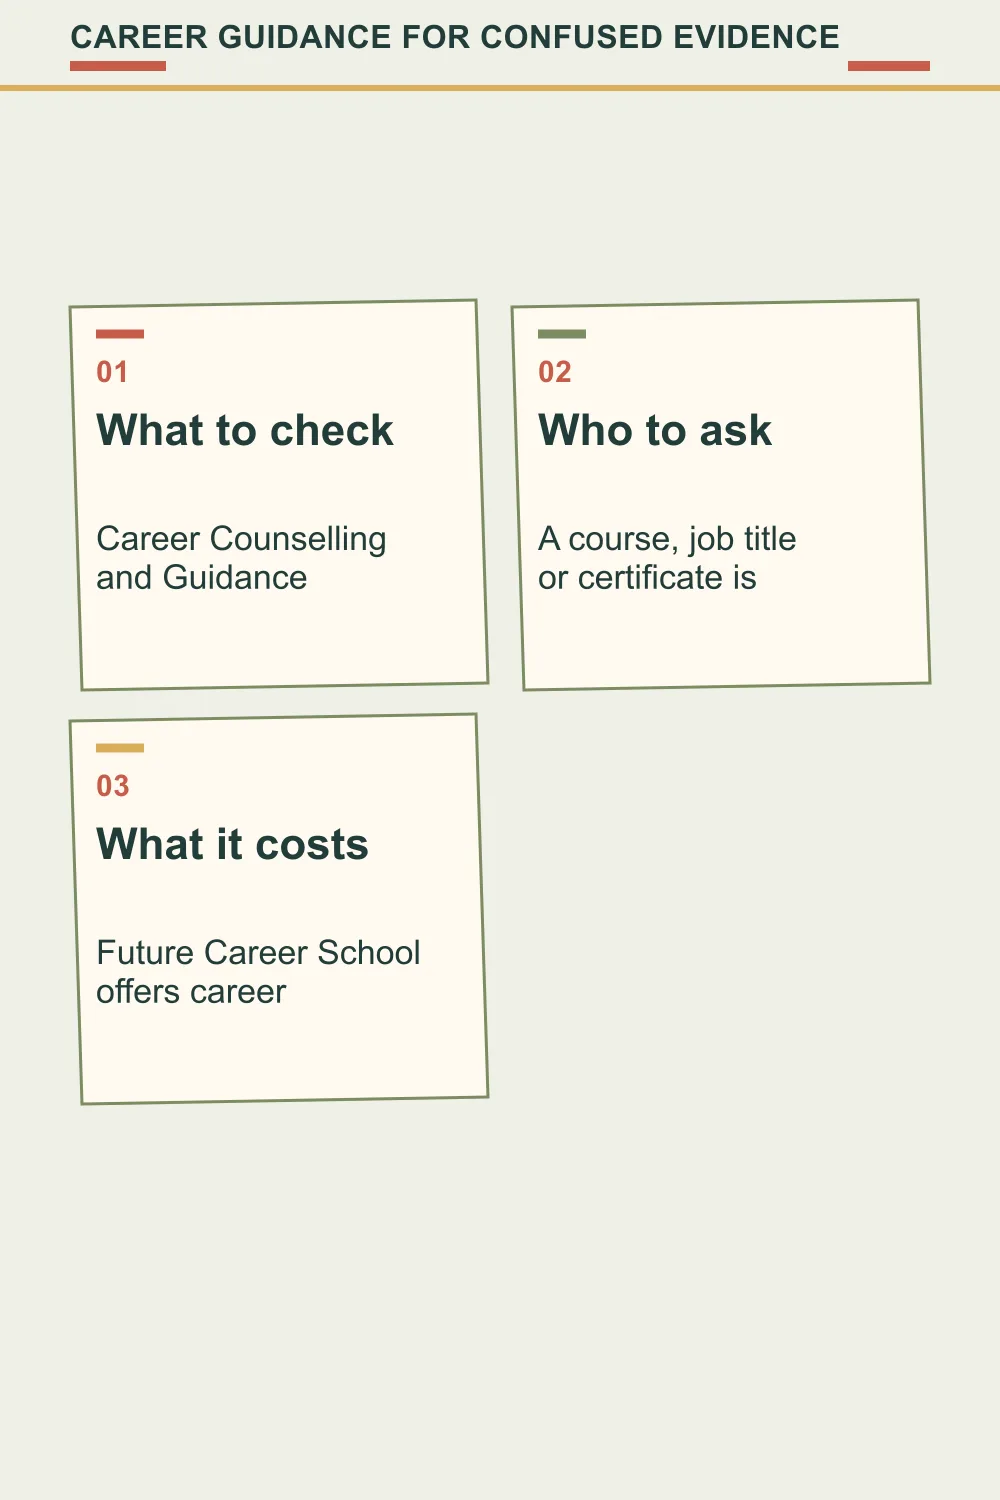 CAREER GUIDANCE FOR CONFUSED EVIDENCE
01
What to check
Career Counselling
and Guidance
02
Who to ask
A course, job title
or certificate is
03
What it costs
Future Career School
offers career